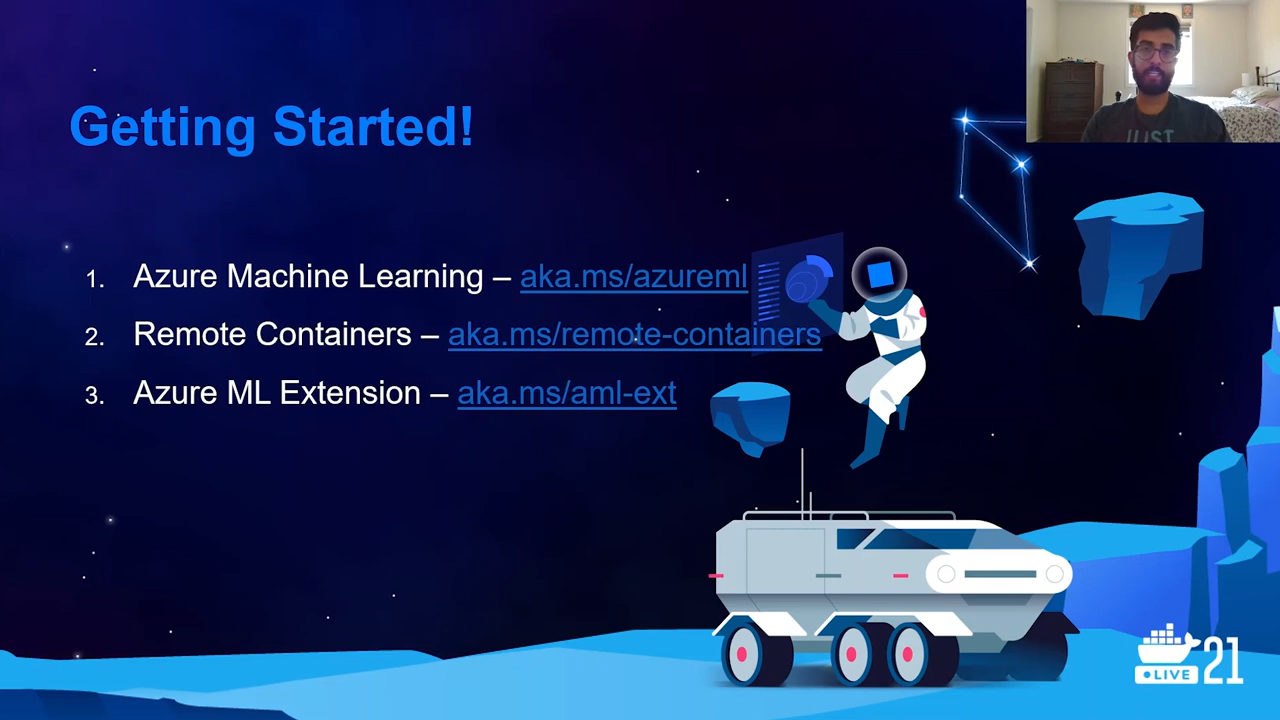 Getting Started!
1. Azure Machine Learning – aka.ms/azureml
2. Remote Containers – aka.ms/remote-containers
3. Azure ML Extension – aka.ms/aml-ext
JUST
LIVE 21